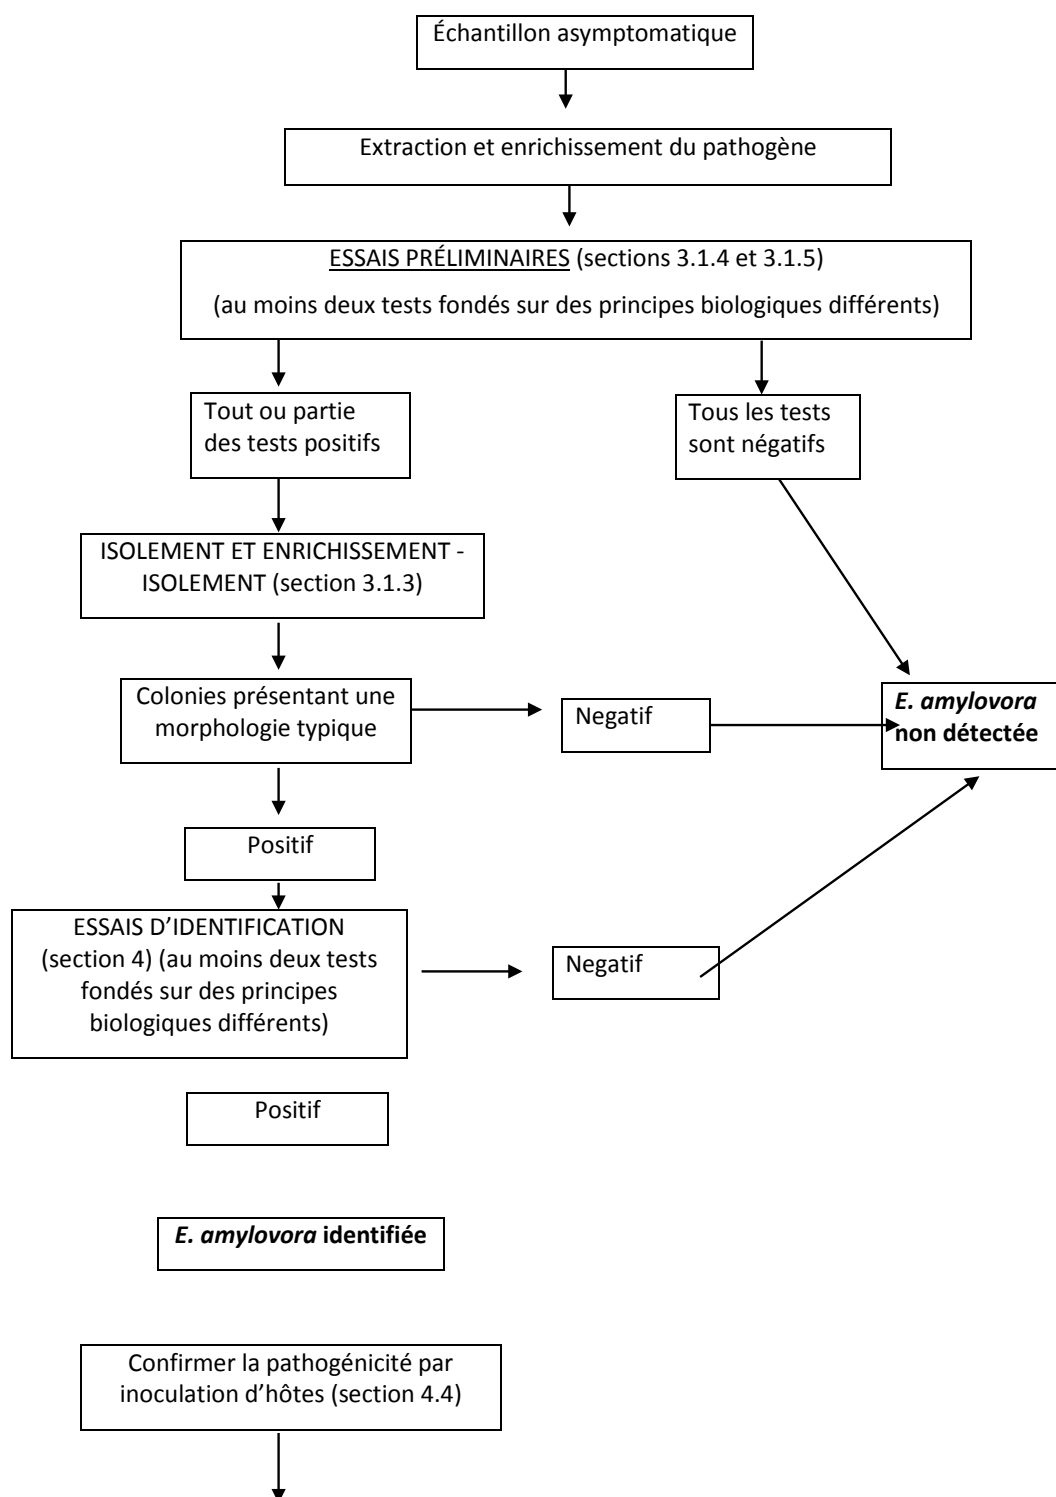 Échantillon asymptomatique
Extraction et enrichissement du pathogène
ESSAIS PRÉLIMINAIRES (sections 3.1.4 et 3.1.5)
(au moins deux tests fondés sur des principes biologiques différents)
Tout ou partie
des tests positifs
Tous les tests
sont négatifs
ISOLEMENT ET ENRICHISSEMENT -
ISOLEMENT (section 3.1.3)
Colonies présentant une
morphologie typique
Negatif
E. amylovora
non détectée
Positif
ESSAIS D’IDENTIFICATION
(section 4) (au moins deux tests
fondés sur des principes
biologiques différents)
Negatif
Positif
E. amylovora identifiée
Confirmer la pathogénicité par
inoculation d’hôtes (section 4.4)